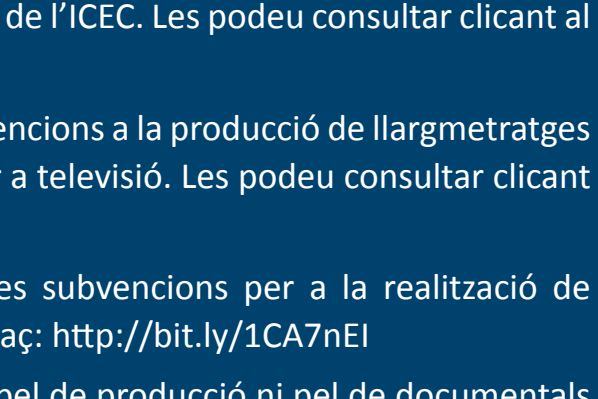 de l’ICEC. Les podeu consultar clicant al
encions a la producció de llargmetratges
r a televisió. Les podeu consultar clicant
es subvencions per a la realització de
aç: http://bit.ly/1CA7nEI
pel de producció ni pel de documentals